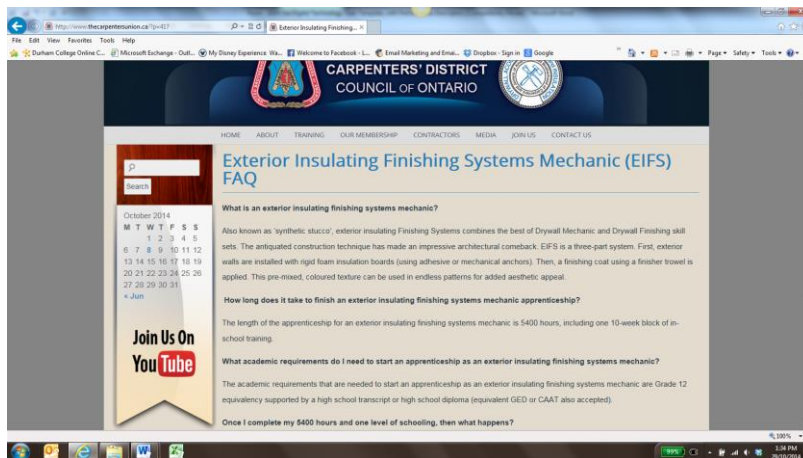 http://www.thecarpentersunion.ca/?p=417
Exterior Insulating Finishing...
File Edit View Favorites Tools Help
Durham College Online C... Microsoft Exchange - Outl... My Disney Experience Wa... Welcome to Facebook - L... Email Marketing and Emai... Dropbox - Sign in Google
Page Safety Tools
CARPENTERS' DISTRICT
COUNCIL OF ONTARIO
HOME ABOUT TRAINING OUR MEMBERSHIP CONTRACTORS MEDIA JOIN US CONTACT US
Search
October 2014
M T W T F S S
1 2 3 4 5
6 7 8 9 10 11 12
13 14 15 16 17 18 19
20 21 22 23 24 25 26
27 28 29 30 31
« Jun
Join Us On
YouTube
Exterior Insulating Finishing Systems Mechanic (EIFS)
FAQ
What is an exterior insulating finishing systems mechanic?
Also known as 'synthetic stucco', exterior insulating Finishing Systems combines the best of Drywall Mechanic and Drywall Finishing skill
sets. The antiquated construction technique has made an impressive architectural comeback. EIFS is a three-part system. First, exterior
walls are installed with rigid foam insulation boards (using adhesive or mechanical anchors). Then, a finishing coat using a finisher trowel is
applied. This pre-mixed, coloured texture can be used in endless patterns for added aesthetic appeal.
How long does it take to finish an exterior insulating finishing systems mechanic apprenticeship?
The length of the apprenticeship for an exterior insulating finishing systems mechanic is 5400 hours, including one 10-week block of in-
school training.
What academic requirements do I need to start an apprenticeship as an exterior insulating finishing systems mechanic?
The academic requirements that are needed to start an apprenticeship as an exterior insulating finishing systems mechanic are Grade 12
equivalency supported by a high school transcript or high school diploma (equivalent GED or CAAT also accepted).
Once I complete my 5400 hours and one level of schooling, then what happens?
100%
99%
3:34 PM
29/10/2014